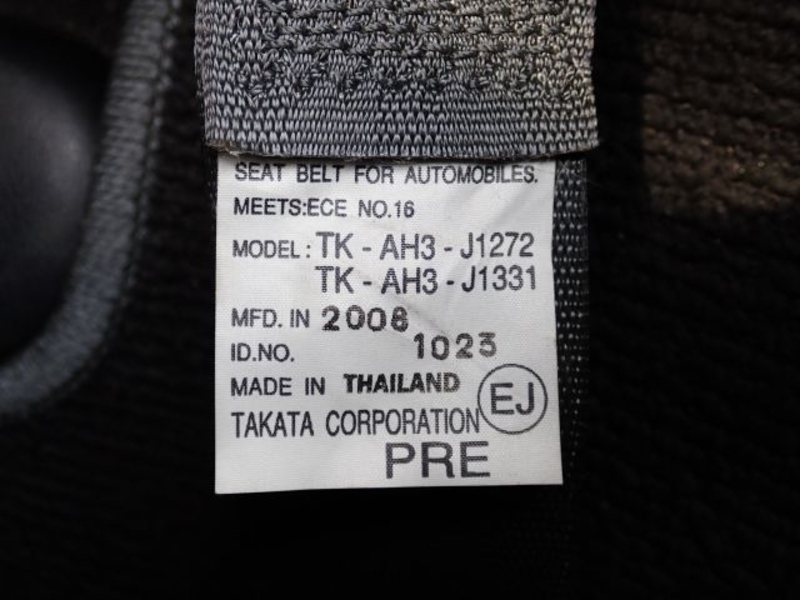 SEAT BELT FOR AUTOMOBILES.
MEETS:ECE NO.16
MODEL: TK - AH3 - J1272
TK - AH3 - J1331
MFD. IN 2008
ID.NO. 1023
MADE IN THAILAND
EJ
TAKATA CORPORATION
PRE